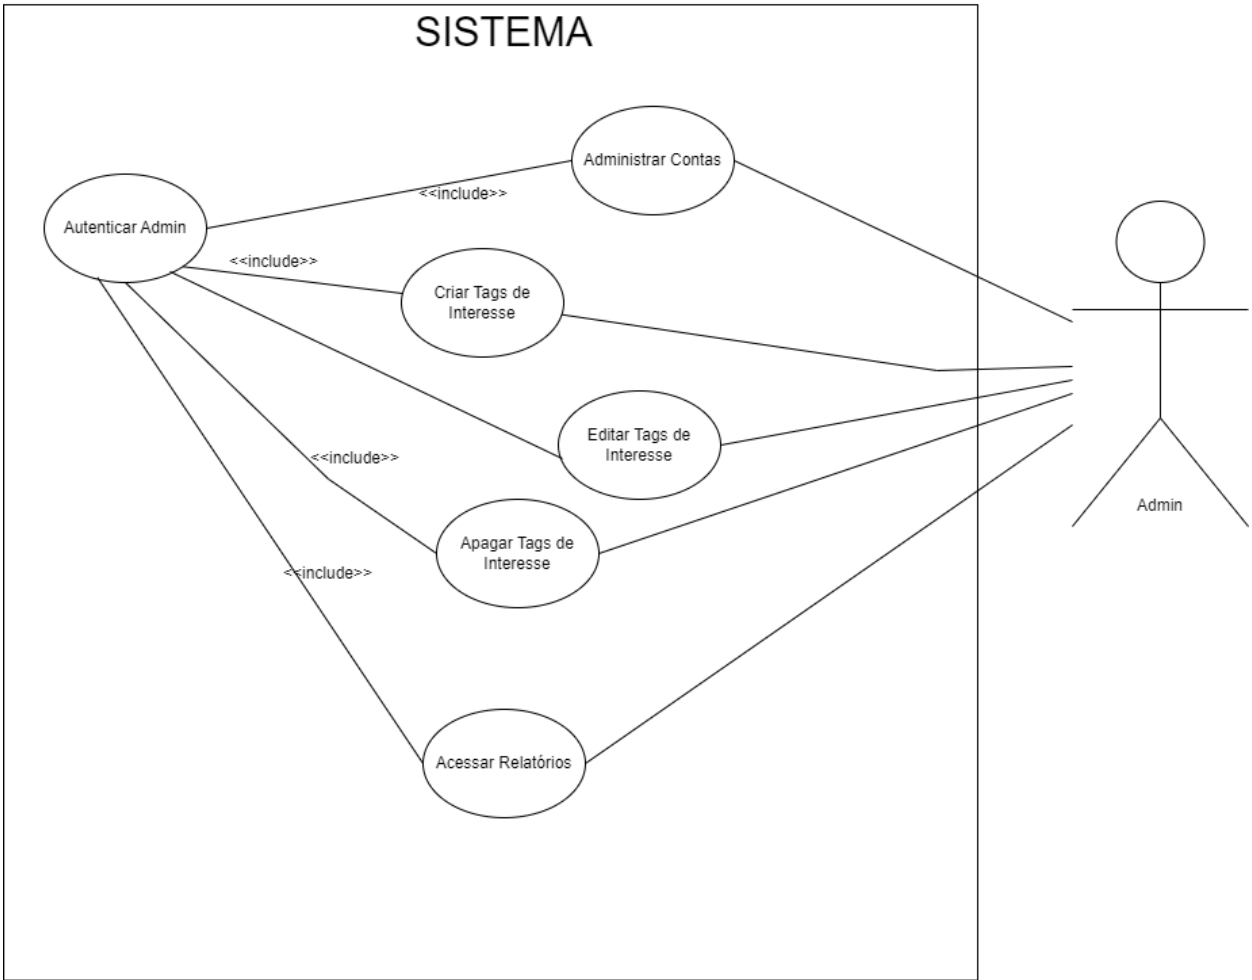 SISTEMA
Administrar Contas
<<include>>
Autenticar Admin
<<include>>
Criar Tags de
Interesse
Editar Tags de
Interesse
<<include>>
Admin
Apagar Tags de
Interesse
<<include>>
Acessar Relatórios